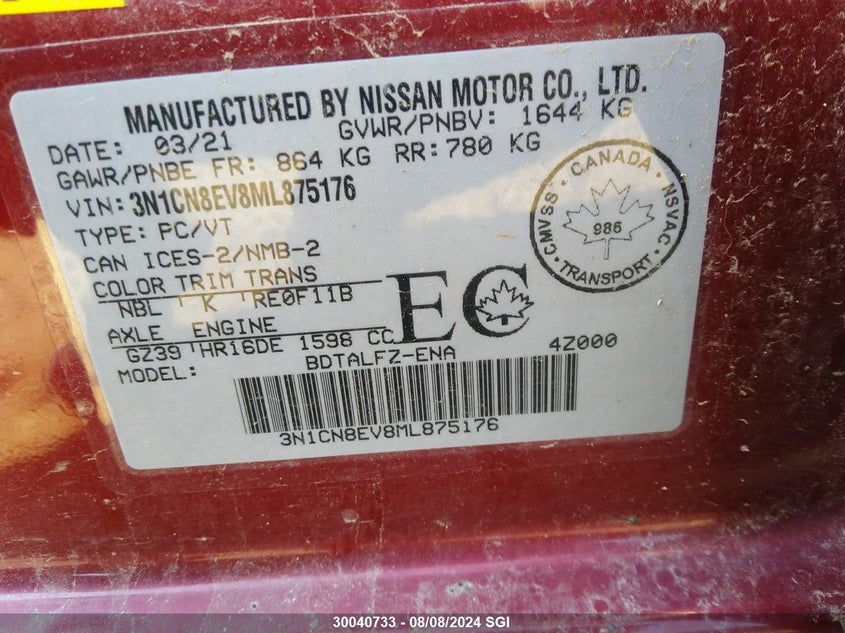 MANUFACTURED BY NISSAN MOTOR CO., LTD.
DATE: 03/21 GVWR/PNBV: 1644 KG
GAWR/PNBE FR: 864 KG RR: 780 KG
VIN: 3N1CN8EV8ML875176
TYPE: PC/VT
CAN ICES-2/NMB-2
COLOR TRIM TRANS
NBL K RE0F11B
AXLE ENGINE
GZ39 HR16DE 1598 CC
MODEL: BDTALFZ-ENA 4Z000
3N1CN8EV8ML875176
EC
CANADA
CMVSS
NSVAC
986
TRANSPORT
30040733 - 08/08/2024 SGI